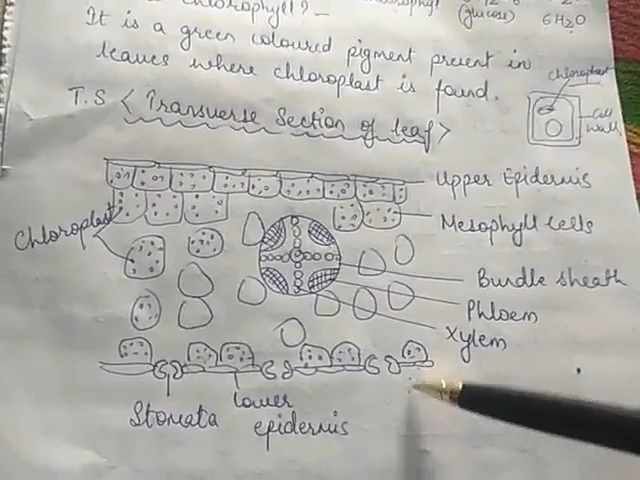 chlorophyll? -
(glucose) 6H2O
It is a green coloured pigment present in
leaves where chloroplast is found.
T.S < Transverse Section of leaf >
Chloroplast
Cell
wall
Upper Epidermis
Chloroplast
Mesophyll cells
Bundle sheath
Phloem
Xylem
Stomata
lower
epidermis